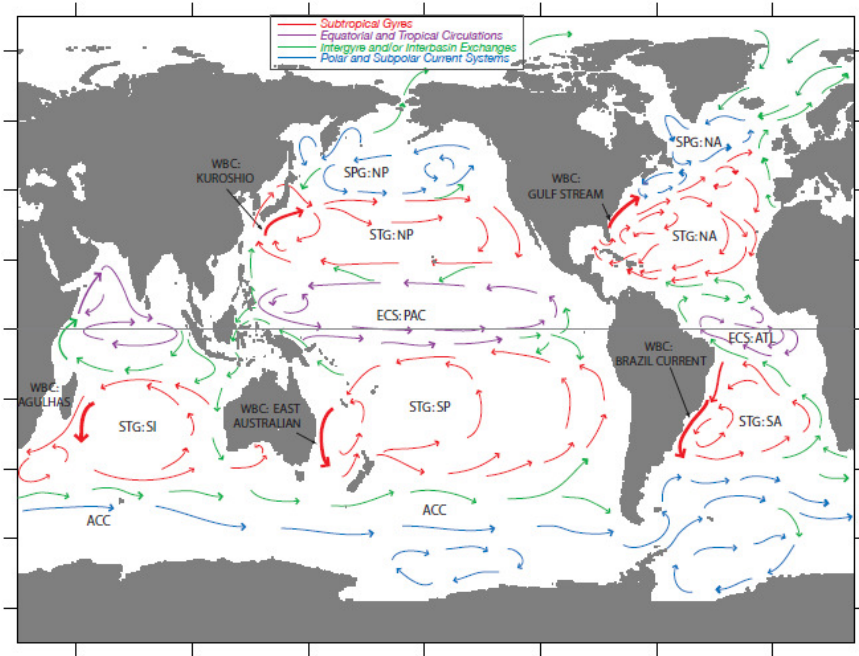 Subtropical Gyres
Equatorial and Tropical Circulations
Intergyre and/or Interbasin Exchanges
Polar and Subpolar Current Systems
SPG:NA
WBC:
KUROSHIO
SPG:NP
WBC:
GULF STREAM
STG:NP
STG:NA
ECS:PAC
ECS:ATL
WBC:
BRAZIL CURRENT
WBC:
AGULHAS
WBC: EAST
AUSTRALIAN
STG:SI
STG:SP
STG:SA
ACC
ACC